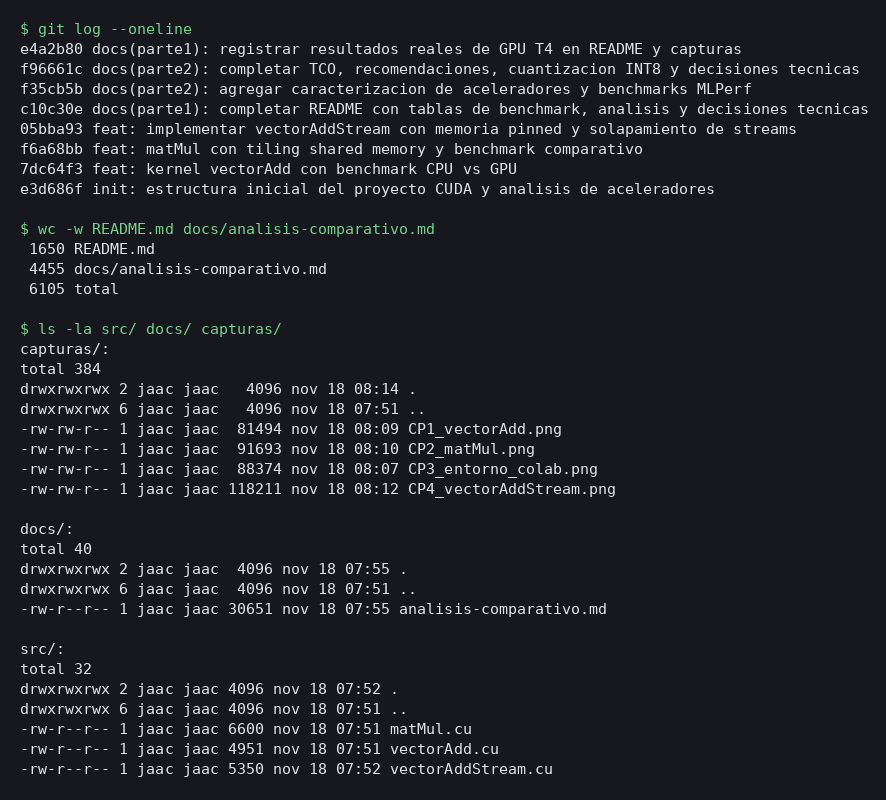 $ git log --oneline
e4a2b80 docs(parte1): registrar resultados reales de GPU T4 en README y capturas
f96661c docs(parte2): completar TCO, recomendaciones, cuantizacion INT8 y decisiones tecnicas
f35cb5b docs(parte2): agregar caracterizacion de aceleradores y benchmarks MLPerf
c10c30e docs(parte1): completar README con tablas de benchmark, analisis y decisiones tecnicas
05bba93 feat: implementar vectorAddStream con memoria pinned y solapamiento de streams
f6a68bb feat: matMul con tiling shared memory y benchmark comparativo
7dc64f3 feat: kernel vectorAdd con benchmark CPU vs GPU
e3d686f init: estructura inicial del proyecto CUDA y analisis de aceleradores
$ wc -w README.md docs/analisis-comparativo.md
 1650 README.md
 4455 docs/analisis-comparativo.md
 6105 total
$ ls -la src/ docs/ capturas/
capturas/:
total 384
drwxrwxrwx 2 jaac jaac   4096 nov 18 08:14 .
drwxrwxrwx 6 jaac jaac   4096 nov 18 07:51 ..
-rw-rw-r-- 1 jaac jaac  81494 nov 18 08:09 CP1_vectorAdd.png
-rw-rw-r-- 1 jaac jaac  91693 nov 18 08:10 CP2_matMul.png
-rw-rw-r-- 1 jaac jaac  88374 nov 18 08:07 CP3_entorno_colab.png
-rw-rw-r-- 1 jaac jaac 118211 nov 18 08:12 CP4_vectorAddStream.png
docs/:
total 40
drwxrwxrwx 2 jaac jaac  4096 nov 18 07:55 .
drwxrwxrwx 6 jaac jaac  4096 nov 18 07:51 ..
-rw-r--r-- 1 jaac jaac 30651 nov 18 07:55 analisis-comparativo.md
src/:
total 32
drwxrwxrwx 2 jaac jaac 4096 nov 18 07:52 .
drwxrwxrwx 6 jaac jaac 4096 nov 18 07:51 ..
-rw-r--r-- 1 jaac jaac 6600 nov 18 07:51 matMul.cu
-rw-r--r-- 1 jaac jaac 4951 nov 18 07:51 vectorAdd.cu
-rw-r--r-- 1 jaac jaac 5350 nov 18 07:52 vectorAddStream.cu